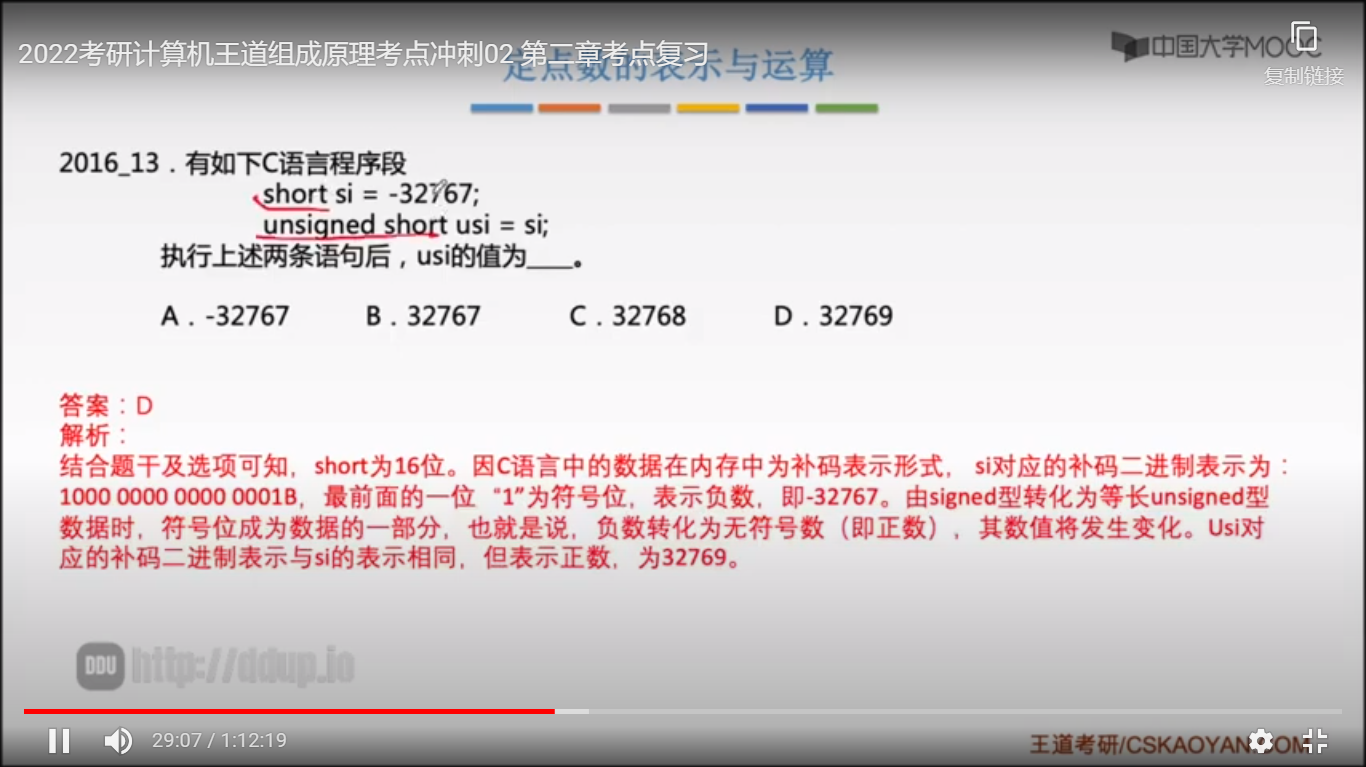 2022考研计算机王道组成原理考点冲刺02 第二章考点复习
定点数的表示与运算
中国大学MOOC
复制链接
2016_13．有如下C语言程序段
short si = -32767;
unsigned short usi = si;
执行上述两条语句后，usi的值为____。
A．-32767 B．32767 C．32768 D．32769
答案：D
解析：
结合题干及选项可知，short为16位。因C语言中的数据在内存中为补码表示形式，si对应的补码二进制表示为：
1000 0000 0000 0001B，最前面的一位 “1”为符号位，表示负数，即-32767。由signed型转化为等长unsigned型
数据时，符号位成为数据的一部分，也就是说，负数转化为无符号数（即正数），其数值将发生变化。Usi对
应的补码二进制表示与si的表示相同，但表示正数，为32769。
DDU http://ddup.io
29:07 / 1:12:19
王道考研/CSKAOYAN.COM